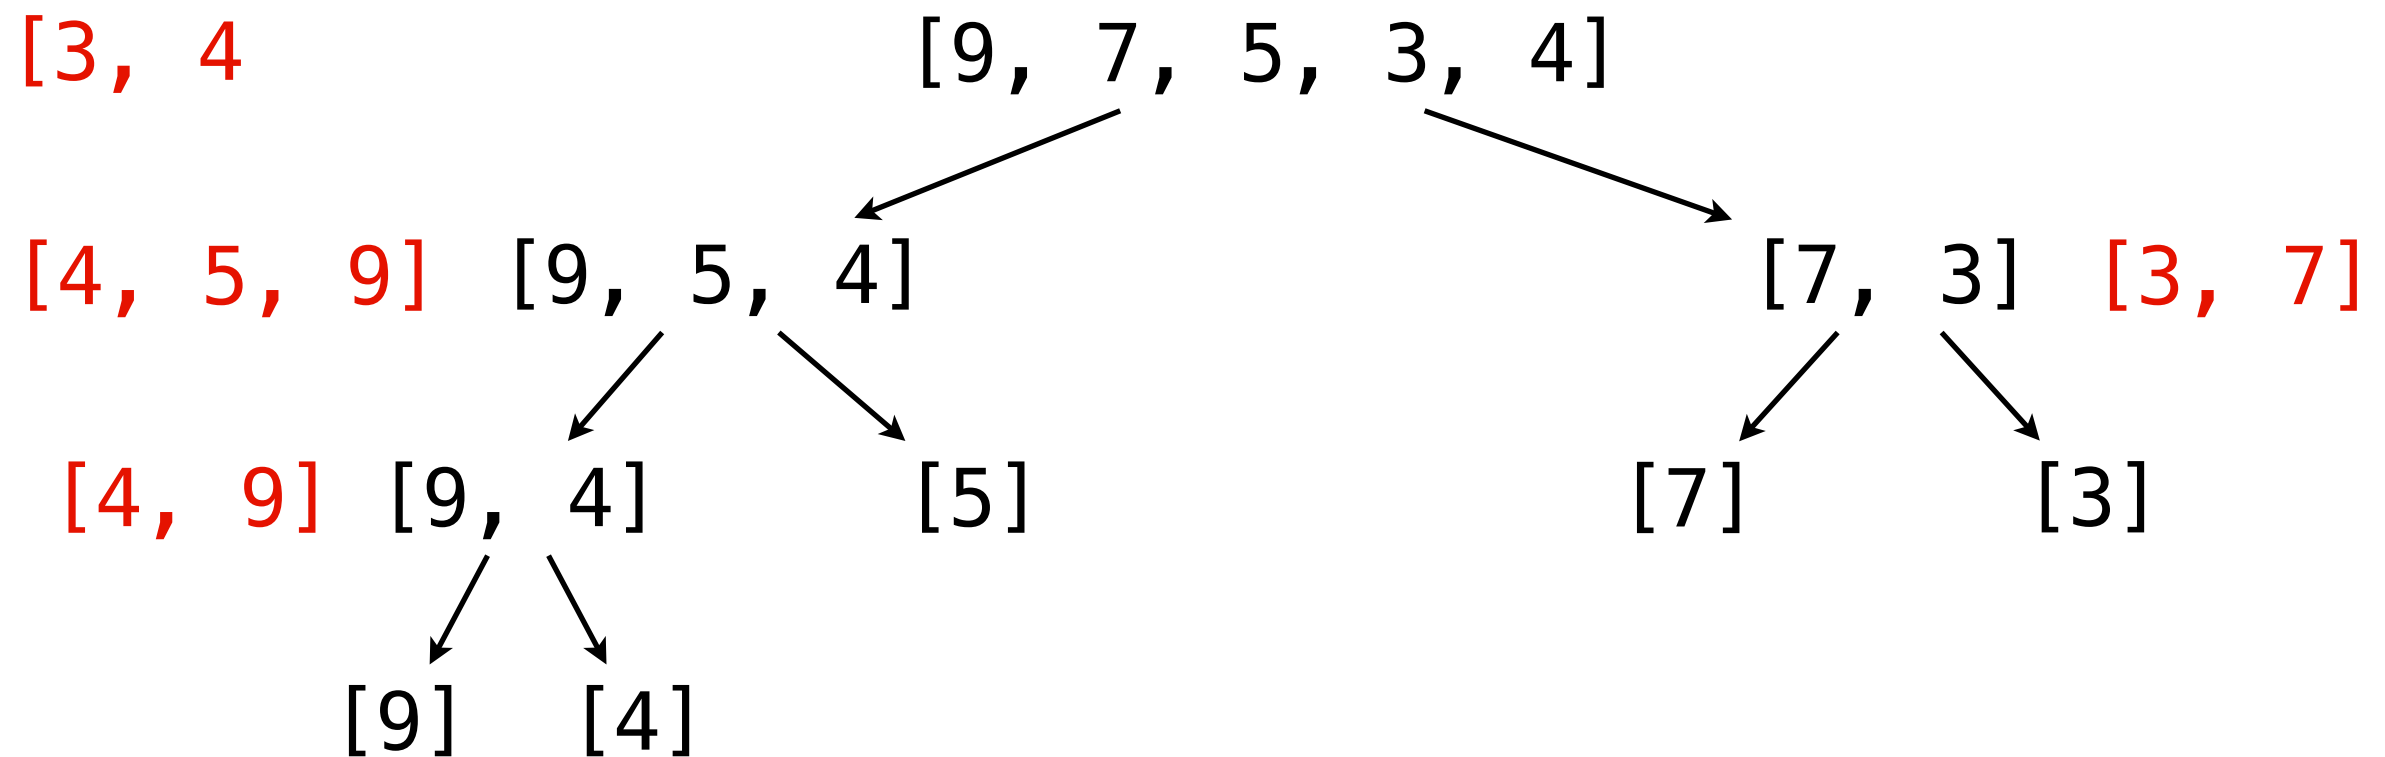 [3, 4 [9, 7, 5, 3, 4]
[4, 5, 9] [9, 5, 4] [7, 3] [3, 7]
[4, 9] [9, 4] [5] [7] [3]
[9] [4]